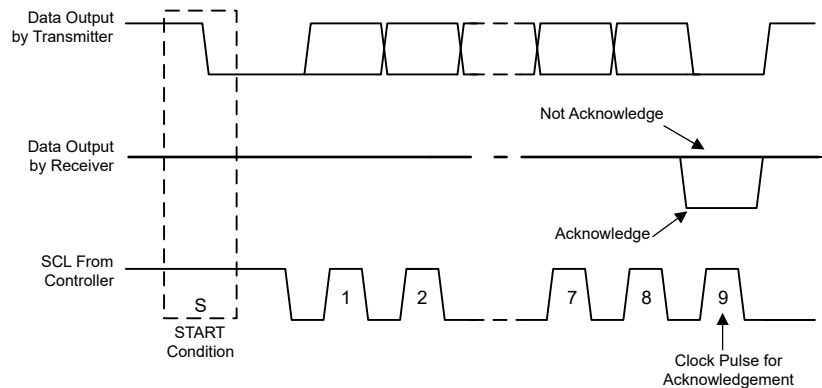 Data Output
by Transmitter
Not Acknowledge
Data Output
by Receiver
Acknowledge
SCL From
Controller
1
2
7
8
9
S
START
Condition
Clock Pulse for
Acknowledgement